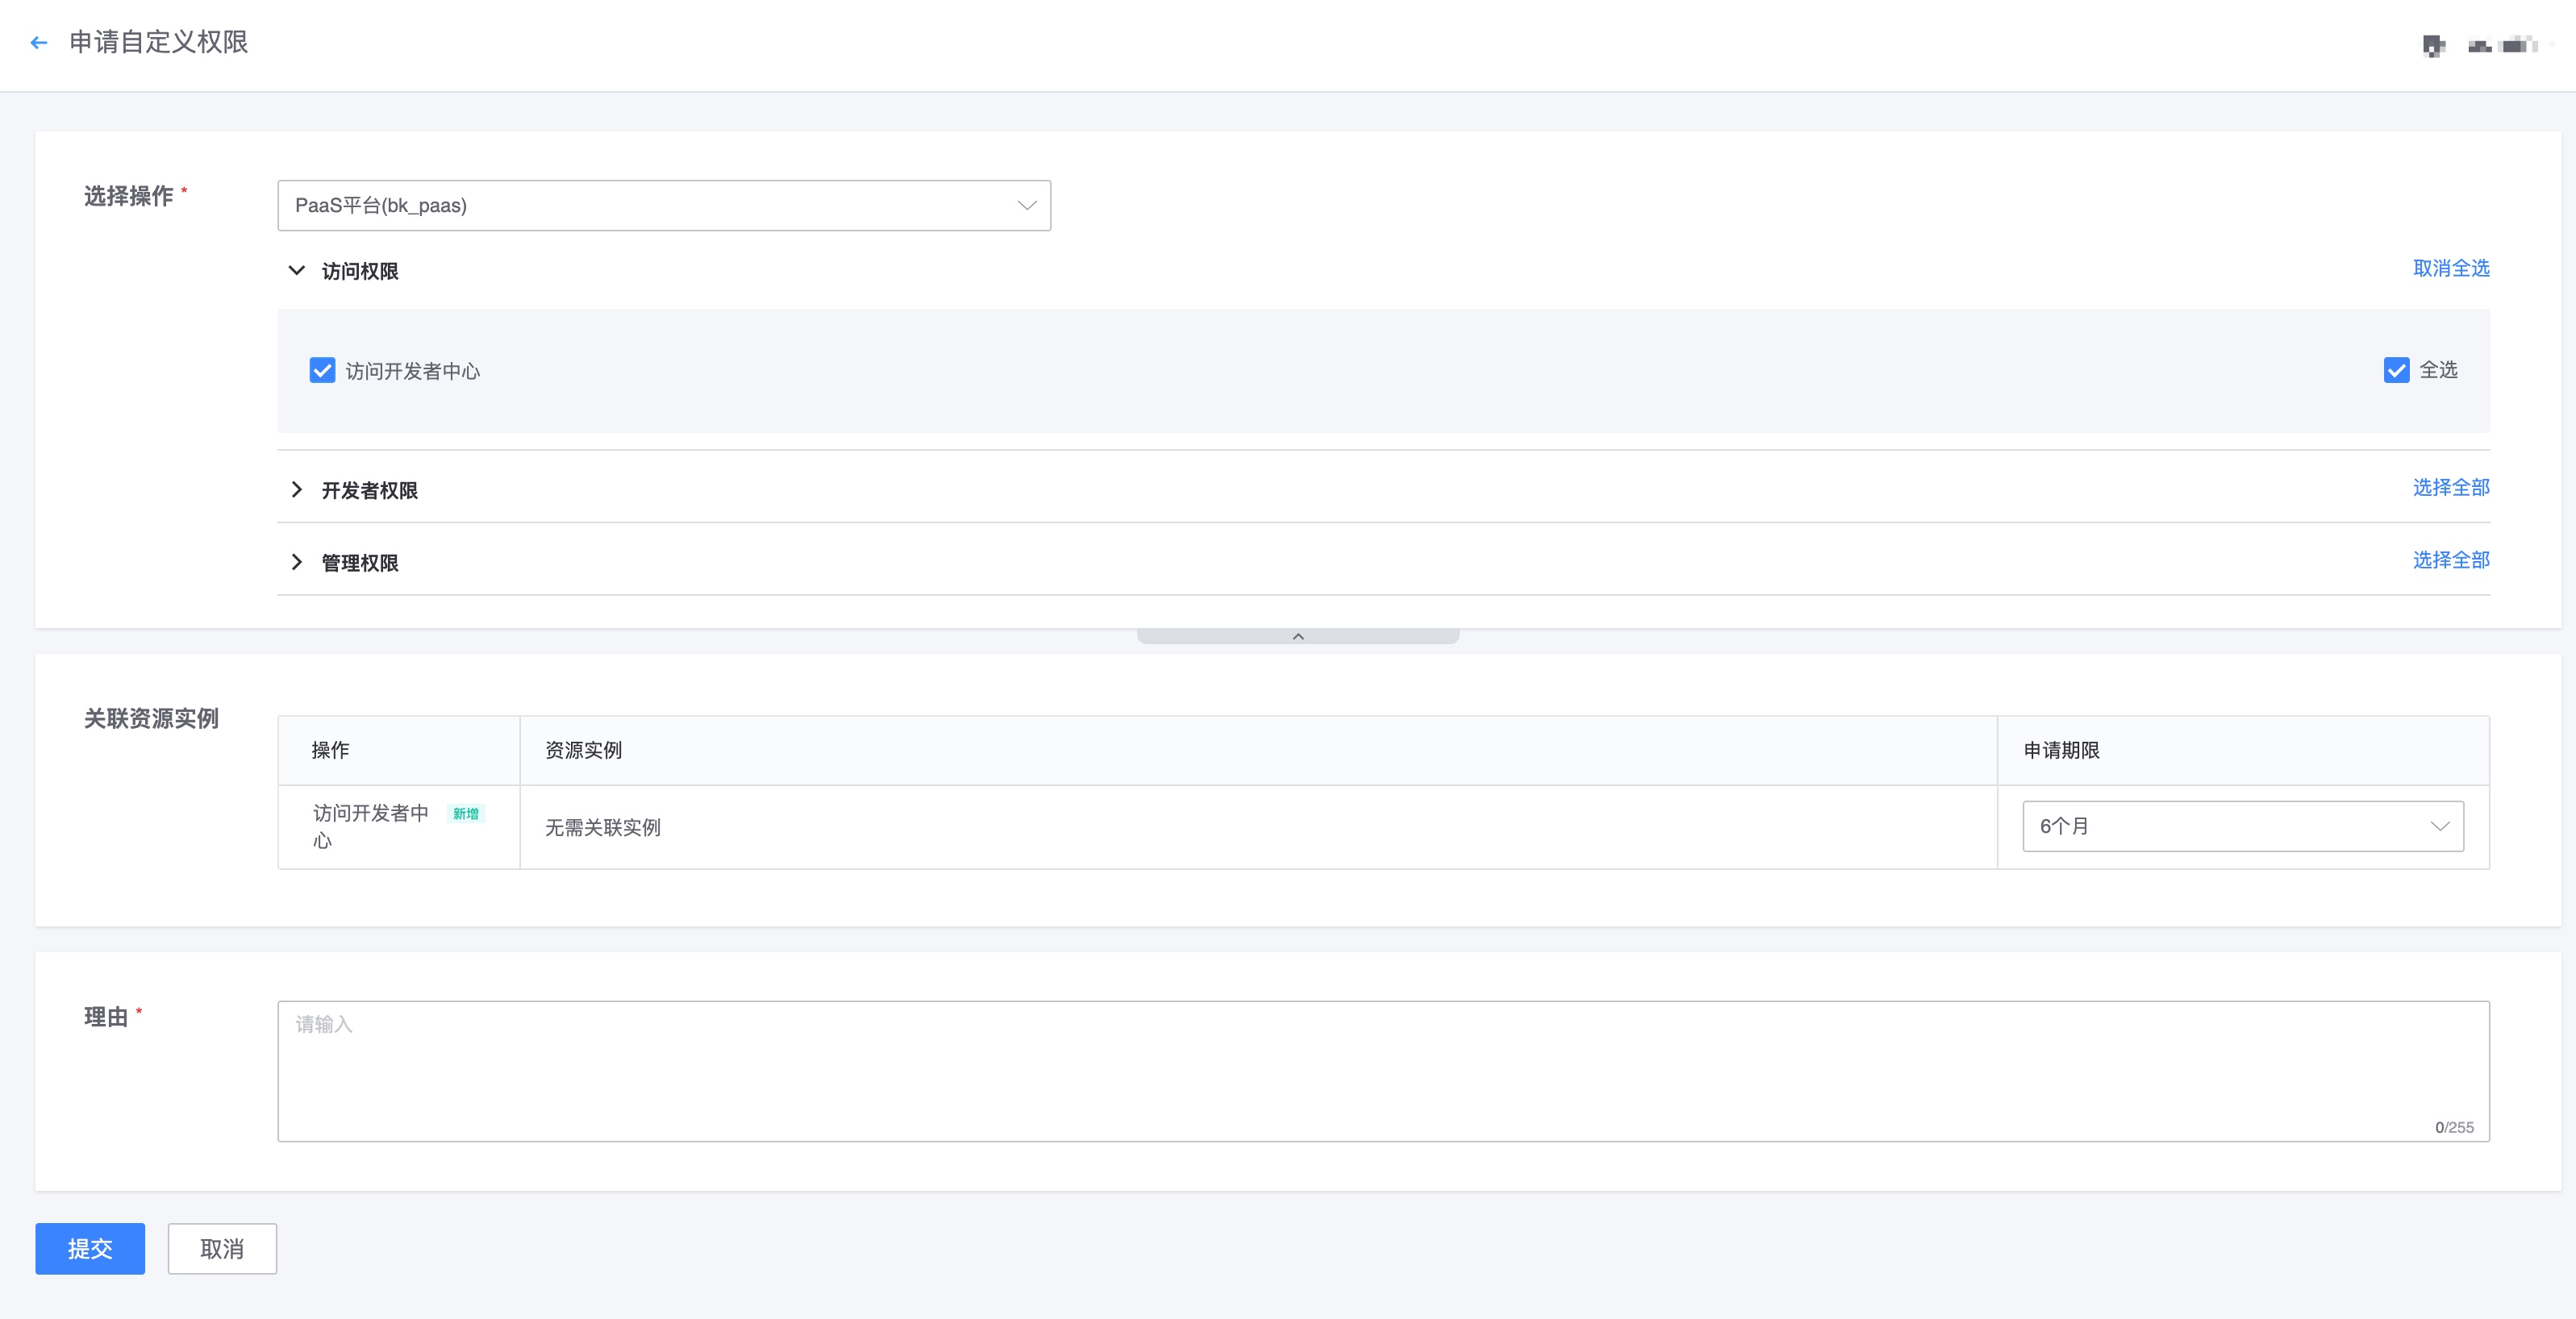 申请自定义权限
选择操作 *
PaaS平台(bk_paas)
访问权限
取消全选
访问开发者中心
全选
开发者权限
选择全部
管理权限
选择全部
关联资源实例
操作
资源实例
申请期限
访问开发者中
心
新增
无需关联实例
6个月
理由 *
请输入
0/255
提交
取消